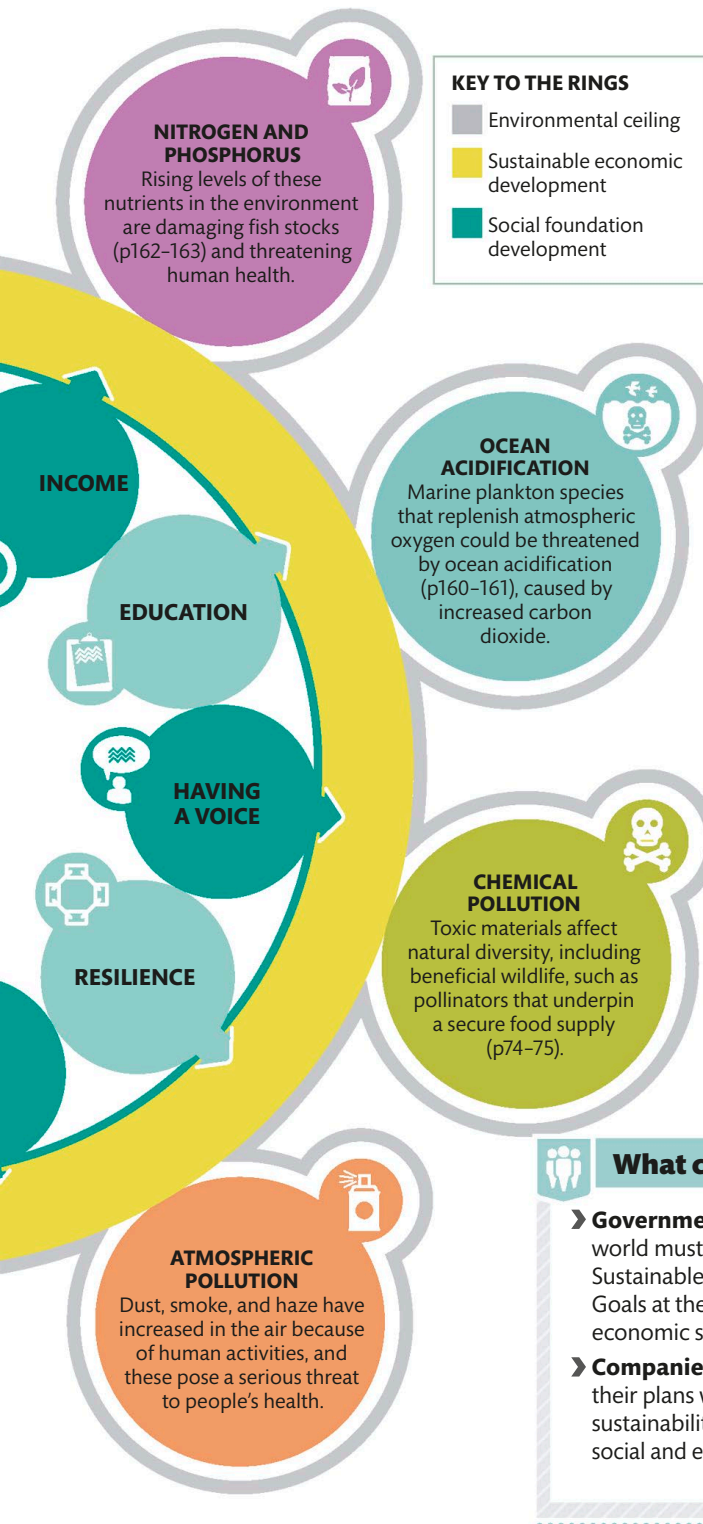 NITROGEN AND
PHOSPHORUS
Rising levels of these
nutrients in the environment
are damaging fish stocks
(p162–163) and threatening
human health.
KEY TO THE RINGS
Environmental ceiling
Sustainable economic
development
Social foundation
development
OCEAN
ACIDIFICATION
Marine plankton species
that replenish atmospheric
oxygen could be threatened
by ocean acidification
(p160–161), caused by
increased carbon
dioxide.
INCOME
EDUCATION
HAVING
A VOICE
RESILIENCE
CHEMICAL
POLLUTION
Toxic materials affect
natural diversity, including
beneficial wildlife, such as
pollinators that underpin
a secure food supply
(p74–75).
ATMOSPHERIC
POLLUTION
Dust, smoke, and haze have
increased in the air because
of human activities, and
these pose a serious threat
to people's health.
What c
Governme
world must
Sustainable
Goals at the
economic s
Companie
their plans w
sustainabilit
social and e